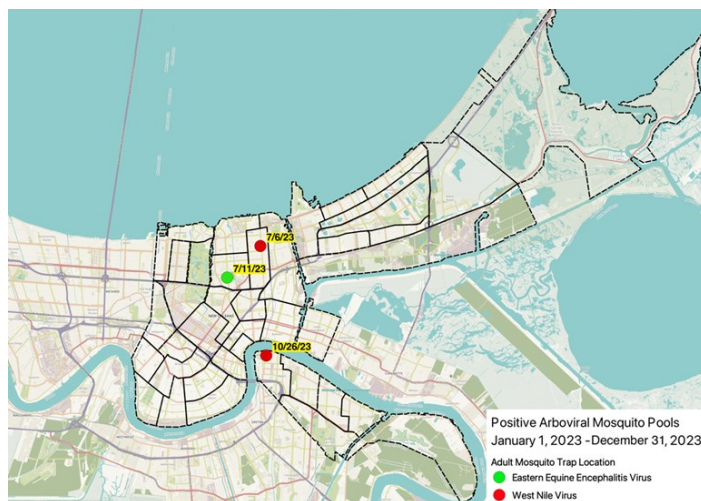 7/6/23
7/11/23
10/26/23
Positive Arboviral Mosquito Pools
January 1, 2023 -December 31, 2023
Adult Mosquito Trap Location
Eastern Equine Encephalitis Virus
West Nile Virus